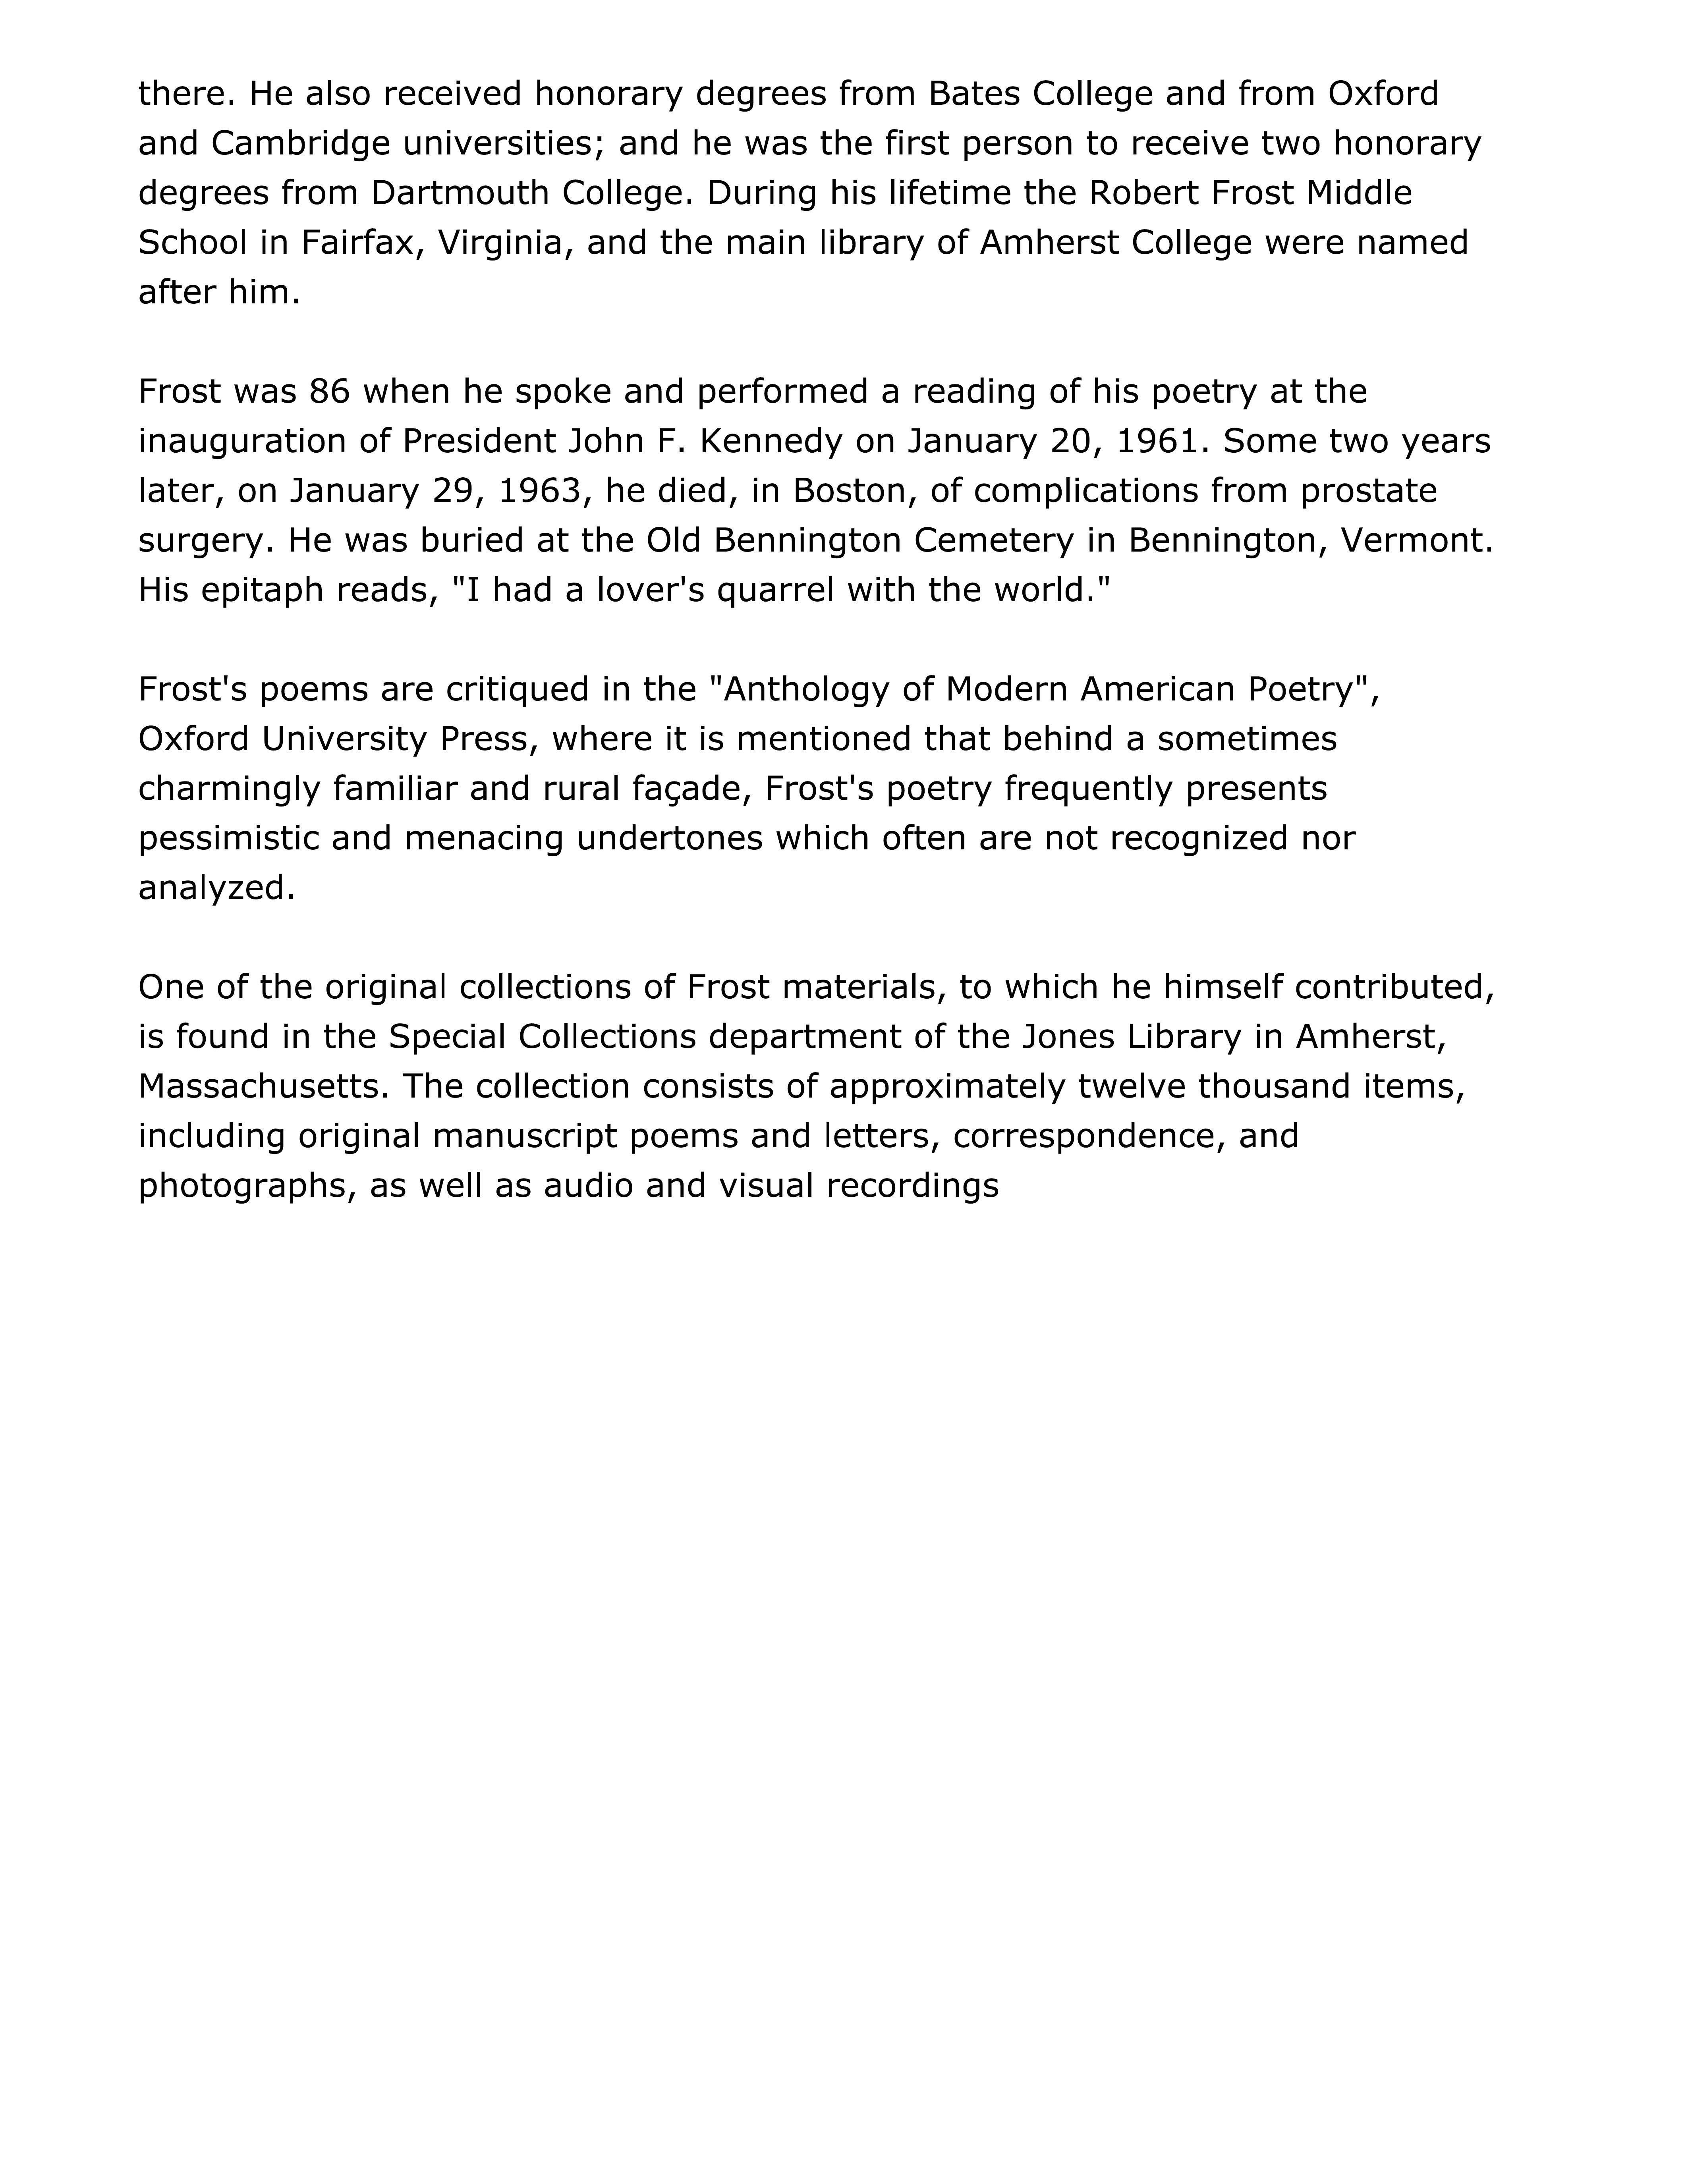 there. He also received honorary degrees from Bates College and from Oxford
and Cambridge universities; and he was the first person to receive two honorary
degrees from Dartmouth College. During his lifetime the Robert Frost Middle
School in Fairfax, Virginia, and the main library of Amherst College were named
after him.
Frost was 86 when he spoke and performed a reading of his poetry at the
inauguration of President John F. Kennedy on January 20, 1961. Some two years
later, on January 29, 1963, he died, in Boston, of complications from prostate
surgery. He was buried at the Old Bennington Cemetery in Bennington, Vermont.
His epitaph reads, "I had a lover's quarrel with the world."
Frost's poems are critiqued in the "Anthology of Modern American Poetry",
Oxford University Press, where it is mentioned that behind a sometimes
charmingly familiar and rural façade, Frost's poetry frequently presents
pessimistic and menacing undertones which often are not recognized nor
analyzed.
One of the original collections of Frost materials, to which he himself contributed,
is found in the Special Collections department of the Jones Library in Amherst,
Massachusetts. The collection consists of approximately twelve thousand items,
including original manuscript poems and letters, correspondence, and
photographs, as well as audio and visual recordings